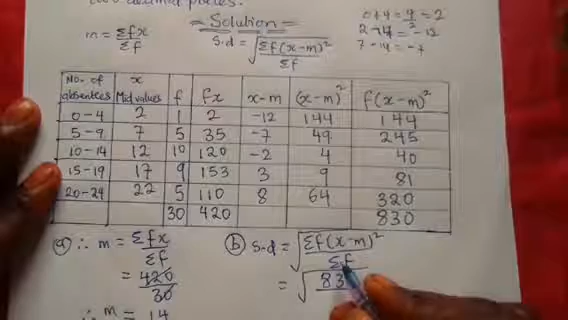 two decimal places.
= Solution =
m = Σfx / Σf
s.d = √Σf(x-m)² / Σf
0+4 = 4/2 = 2
2-14 = -12
7-14 = -7
No. of absentees | x Mid values | f | fx | x-m | (x-m)² | f(x-m)²
0-4 | 2 | 1 | 2 | -12 | 144 | 144
5-9 | 7 | 5 | 35 | -7 | 49 | 245
10-14 | 12 | 10 | 120 | -2 | 4 | 40
15-19 | 17 | 9 | 153 | 3 | 9 | 81
20-24 | 22 | 5 | 110 | 8 | 64 | 320
30 | 420 | 830
(a) ∴ m = Σfx / Σf
= 420 / 30
∴ m = 14
(b) s.d = √Σf(x-m)² / Σf
= √83